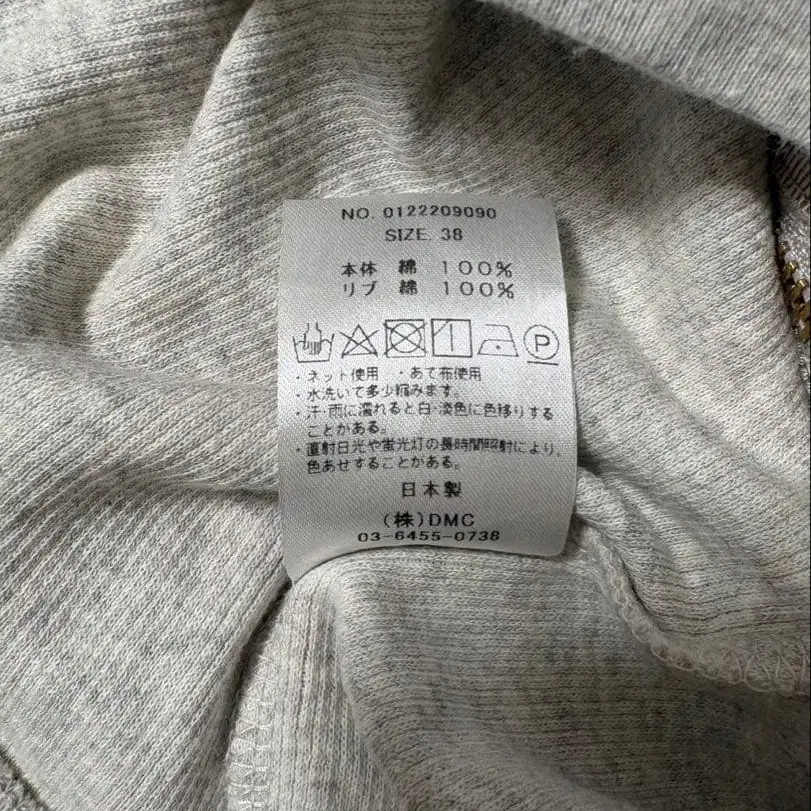 NO. 0122209090
SIZE. 38
本体 綿 100%
リブ 綿 100%
P
・ネット使用 ・あて布使用
・水洗いて多少縮みます。
・汗・雨に濡れると白・淡色に色移りする
ことがある。
・直射日光や蛍光灯の長時間照射により、
色あせすることがある。
日本製
(株)DMC
03-6455-0738